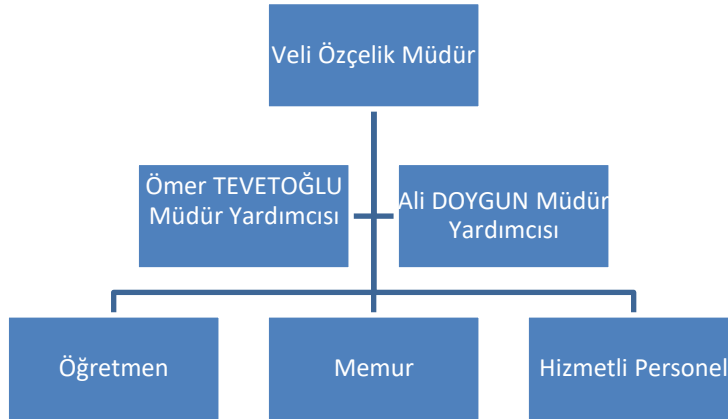 Veli Özçelik Müdür
Ömer TEVETOĞLU
Müdür Yardımcısı
Ali DOYGUN Müdür
Yardımcısı
Öğretmen
Memur
Hizmetli Personel